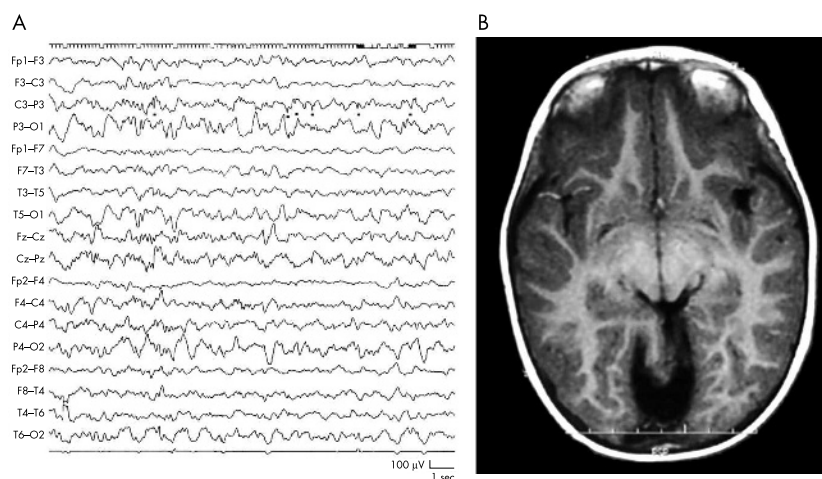 A
B
Fp1–F3
F3–C3
C3–P3
P3–O1
Fp1–F7
F7–T3
T3–T5
T5–O1
Fz–Cz
Cz–Pz
Fp2–F4
F4–C4
C4–P4
P4–O2
Fp2–F8
F8–T4
T4–T6
T6–O2
100 µV
1 sec